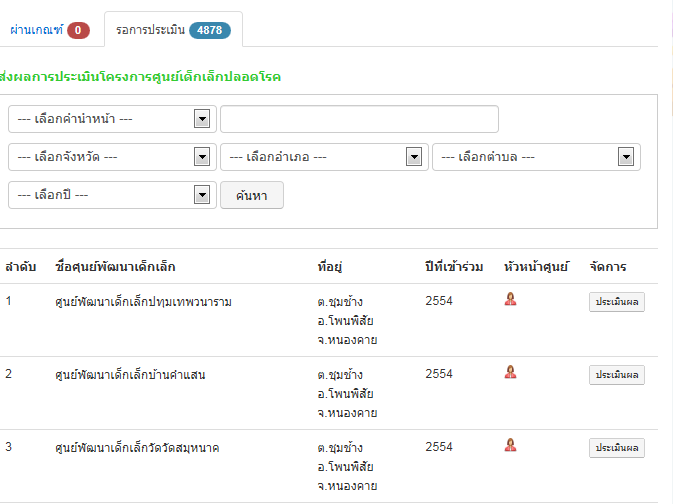 ผ่านเกณฑ์ 0 รอการประเมิน 4878
ส่งผลการประเมินโครงการศูนย์เด็กเล็กปลอดโรค
--- เลือกคำนำหน้า ---
--- เลือกจังหวัด --- --- เลือกอำเภอ --- --- เลือกตำบล ---
--- เลือกปี --- ค้นหา
ลำดับ ชื่อศูนย์พัฒนาเด็กเล็ก ที่อยู่ ปีที่เข้าร่วม หัวหน้าศูนย์ จัดการ
1 ศูนย์พัฒนาเด็กเล็กปทุมเทพวนาราม ต.ชุมช้าง 2554 ประเมินผล
อ.โพนพิสัย
จ.หนองคาย
2 ศูนย์พัฒนาเด็กเล็กบ้านคำแสน ต.ชุมช้าง 2554 ประเมินผล
อ.โพนพิสัย
จ.หนองคาย
3 ศูนย์พัฒนาเด็กเล็กวัดวัดสมุหนาค ต.ชุมช้าง 2554 ประเมินผล
อ.โพนพิสัย
จ.หนองคาย